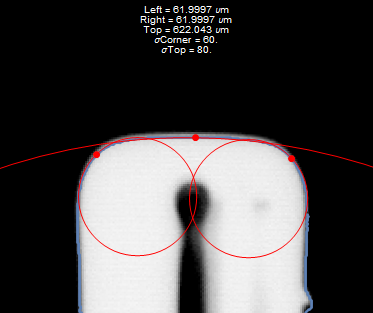 Left = 61.9997 υm
Right = 61.9997 υm
Top = 622.043 υm
σCorner = 60.
σTop = 80.